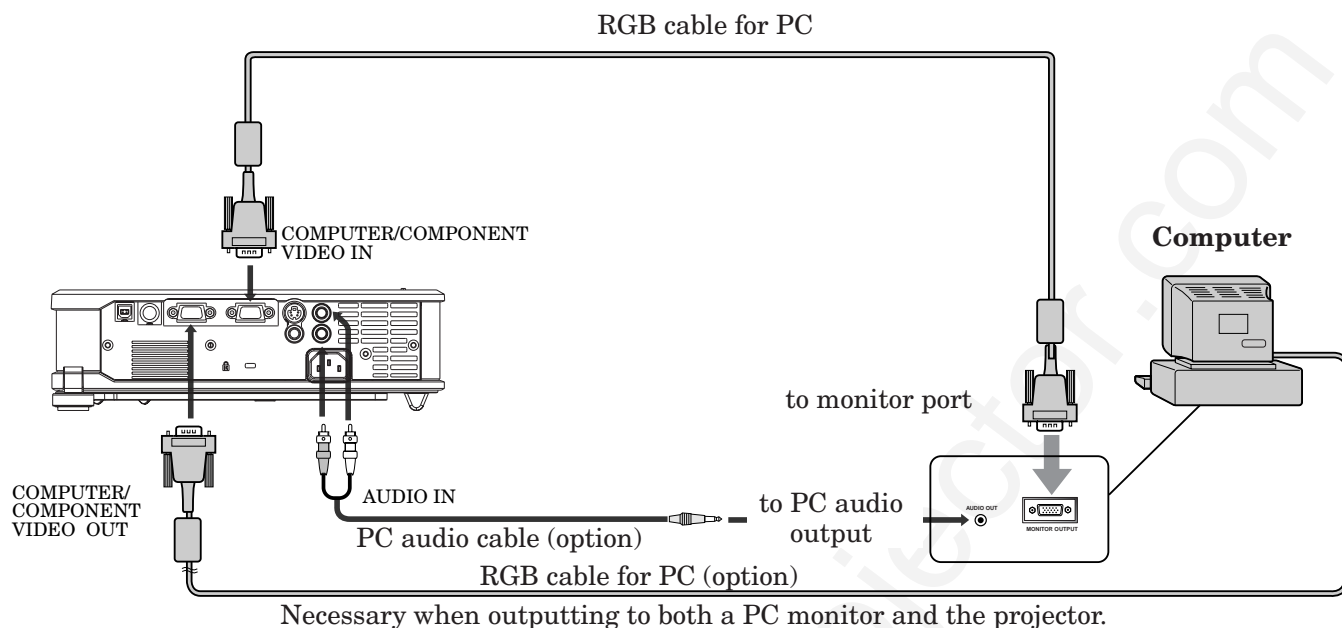 RGB cable for PC
COMPUTER/COMPONENT
VIDEO IN
Computer
to monitor port
COMPUTER/
COMPONENT
VIDEO OUT
AUDIO IN
PC audio cable (option)
to PC audio
output
AUDIO OUT
MONITOR OUTPUT
RGB cable for PC (option)
Necessary when outputting to both a PC monitor and the projector.